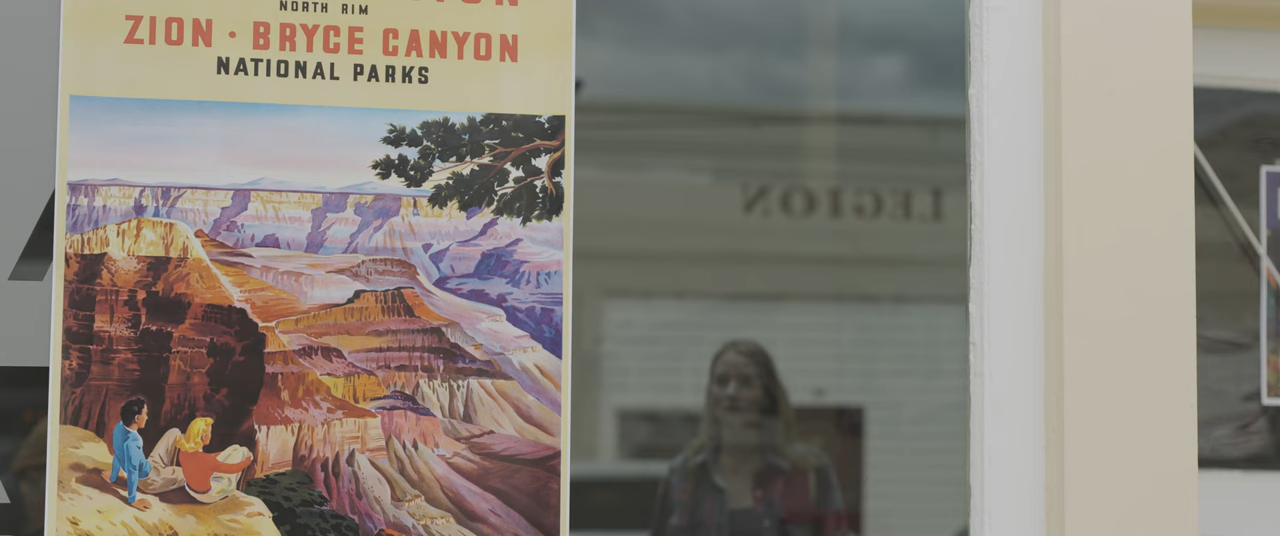 NORTH RIM
ZION · BRYCE CANYON
NATIONAL PARKS
LEGION